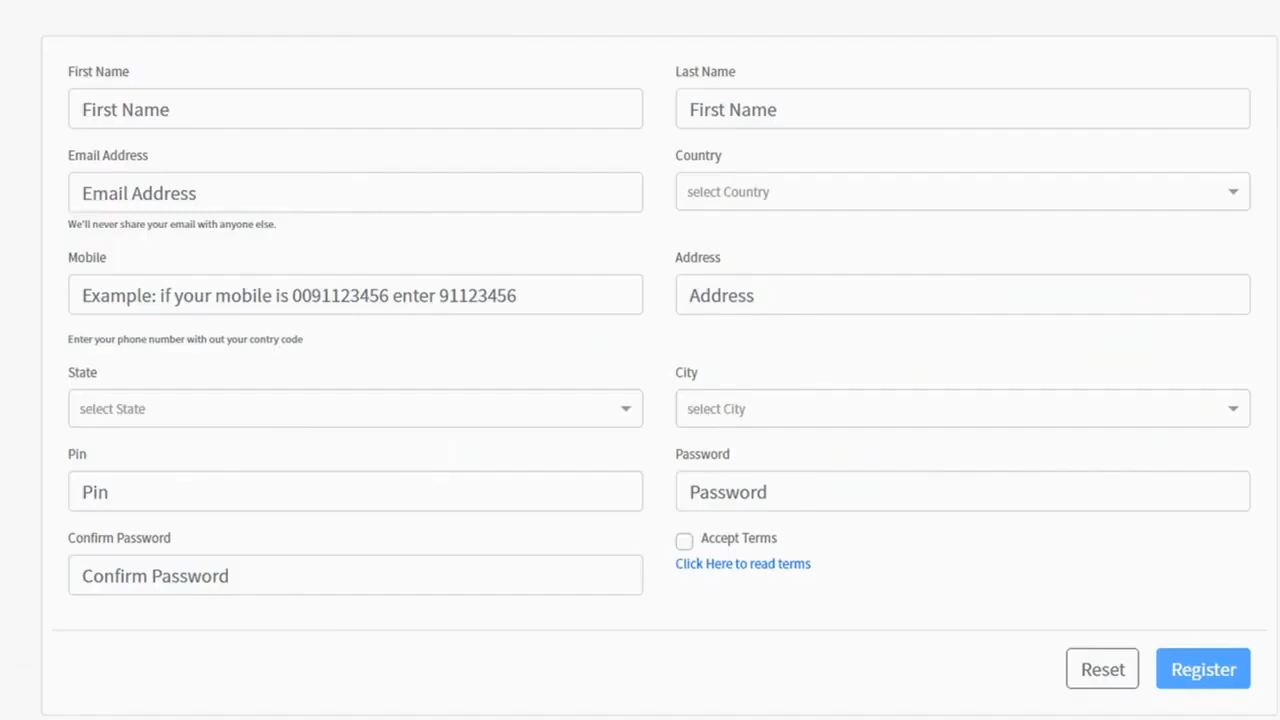 First Name
Last Name
First Name
First Name
Email Address
Country
Email Address
select Country
We'll never share your email with anyone else.
Mobile
Address
Example: if your mobile is 0091123456 enter 91123456
Address
Enter your phone number with out your contry code
State
City
select State
select City
Pin
Password
Pin
Password
Confirm Password
Accept Terms
Confirm Password
Click Here to read terms
Reset
Register